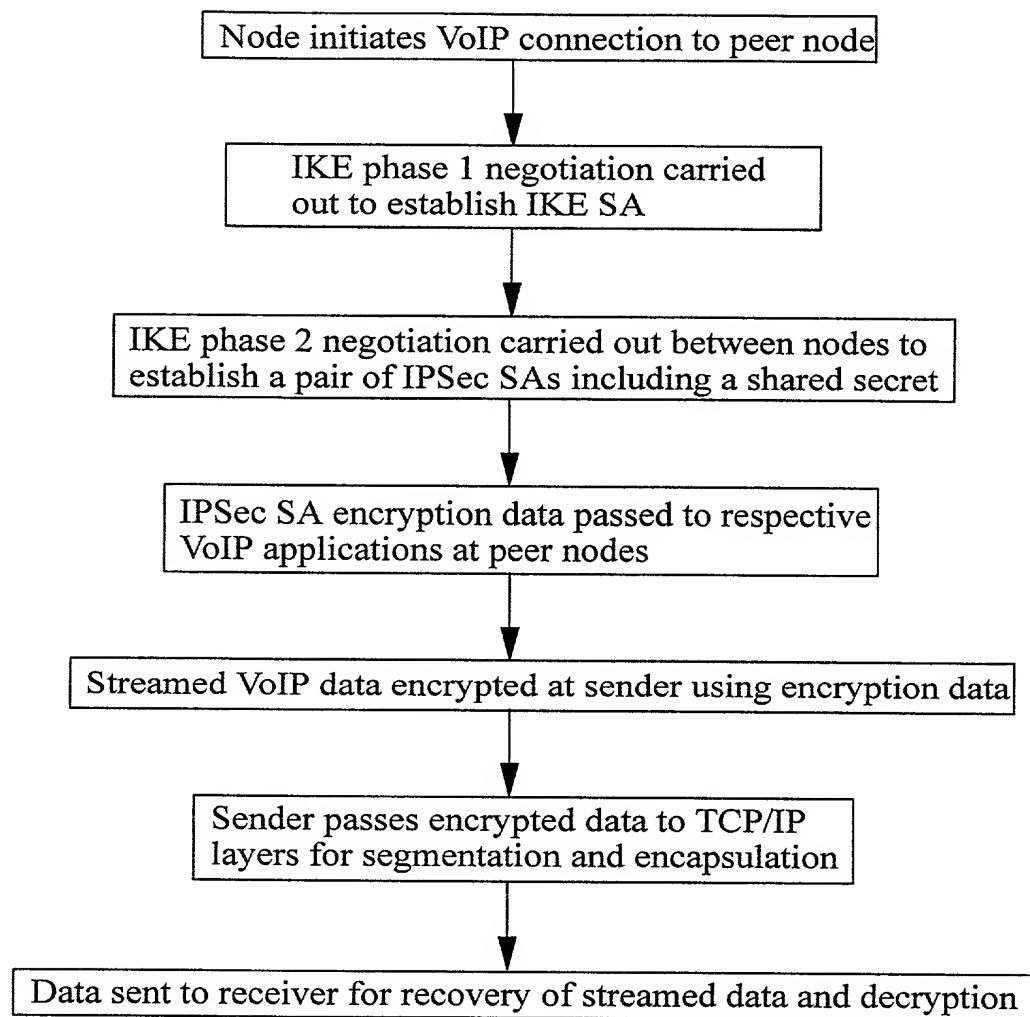 Node initiates VoIP connection to peer node
IKE phase 1 negotiation carried
out to establish IKE SA
IKE phase 2 negotiation carried out between nodes to
establish a pair of IPSec SAs including a shared secret
IPSec SA encryption data passed to respective
VoIP applications at peer nodes
Streamed VoIP data encrypted at sender using encryption data
Sender passes encrypted data to TCP/IP
layers for segmentation and encapsulation
Data sent to receiver for recovery of streamed data and decryption